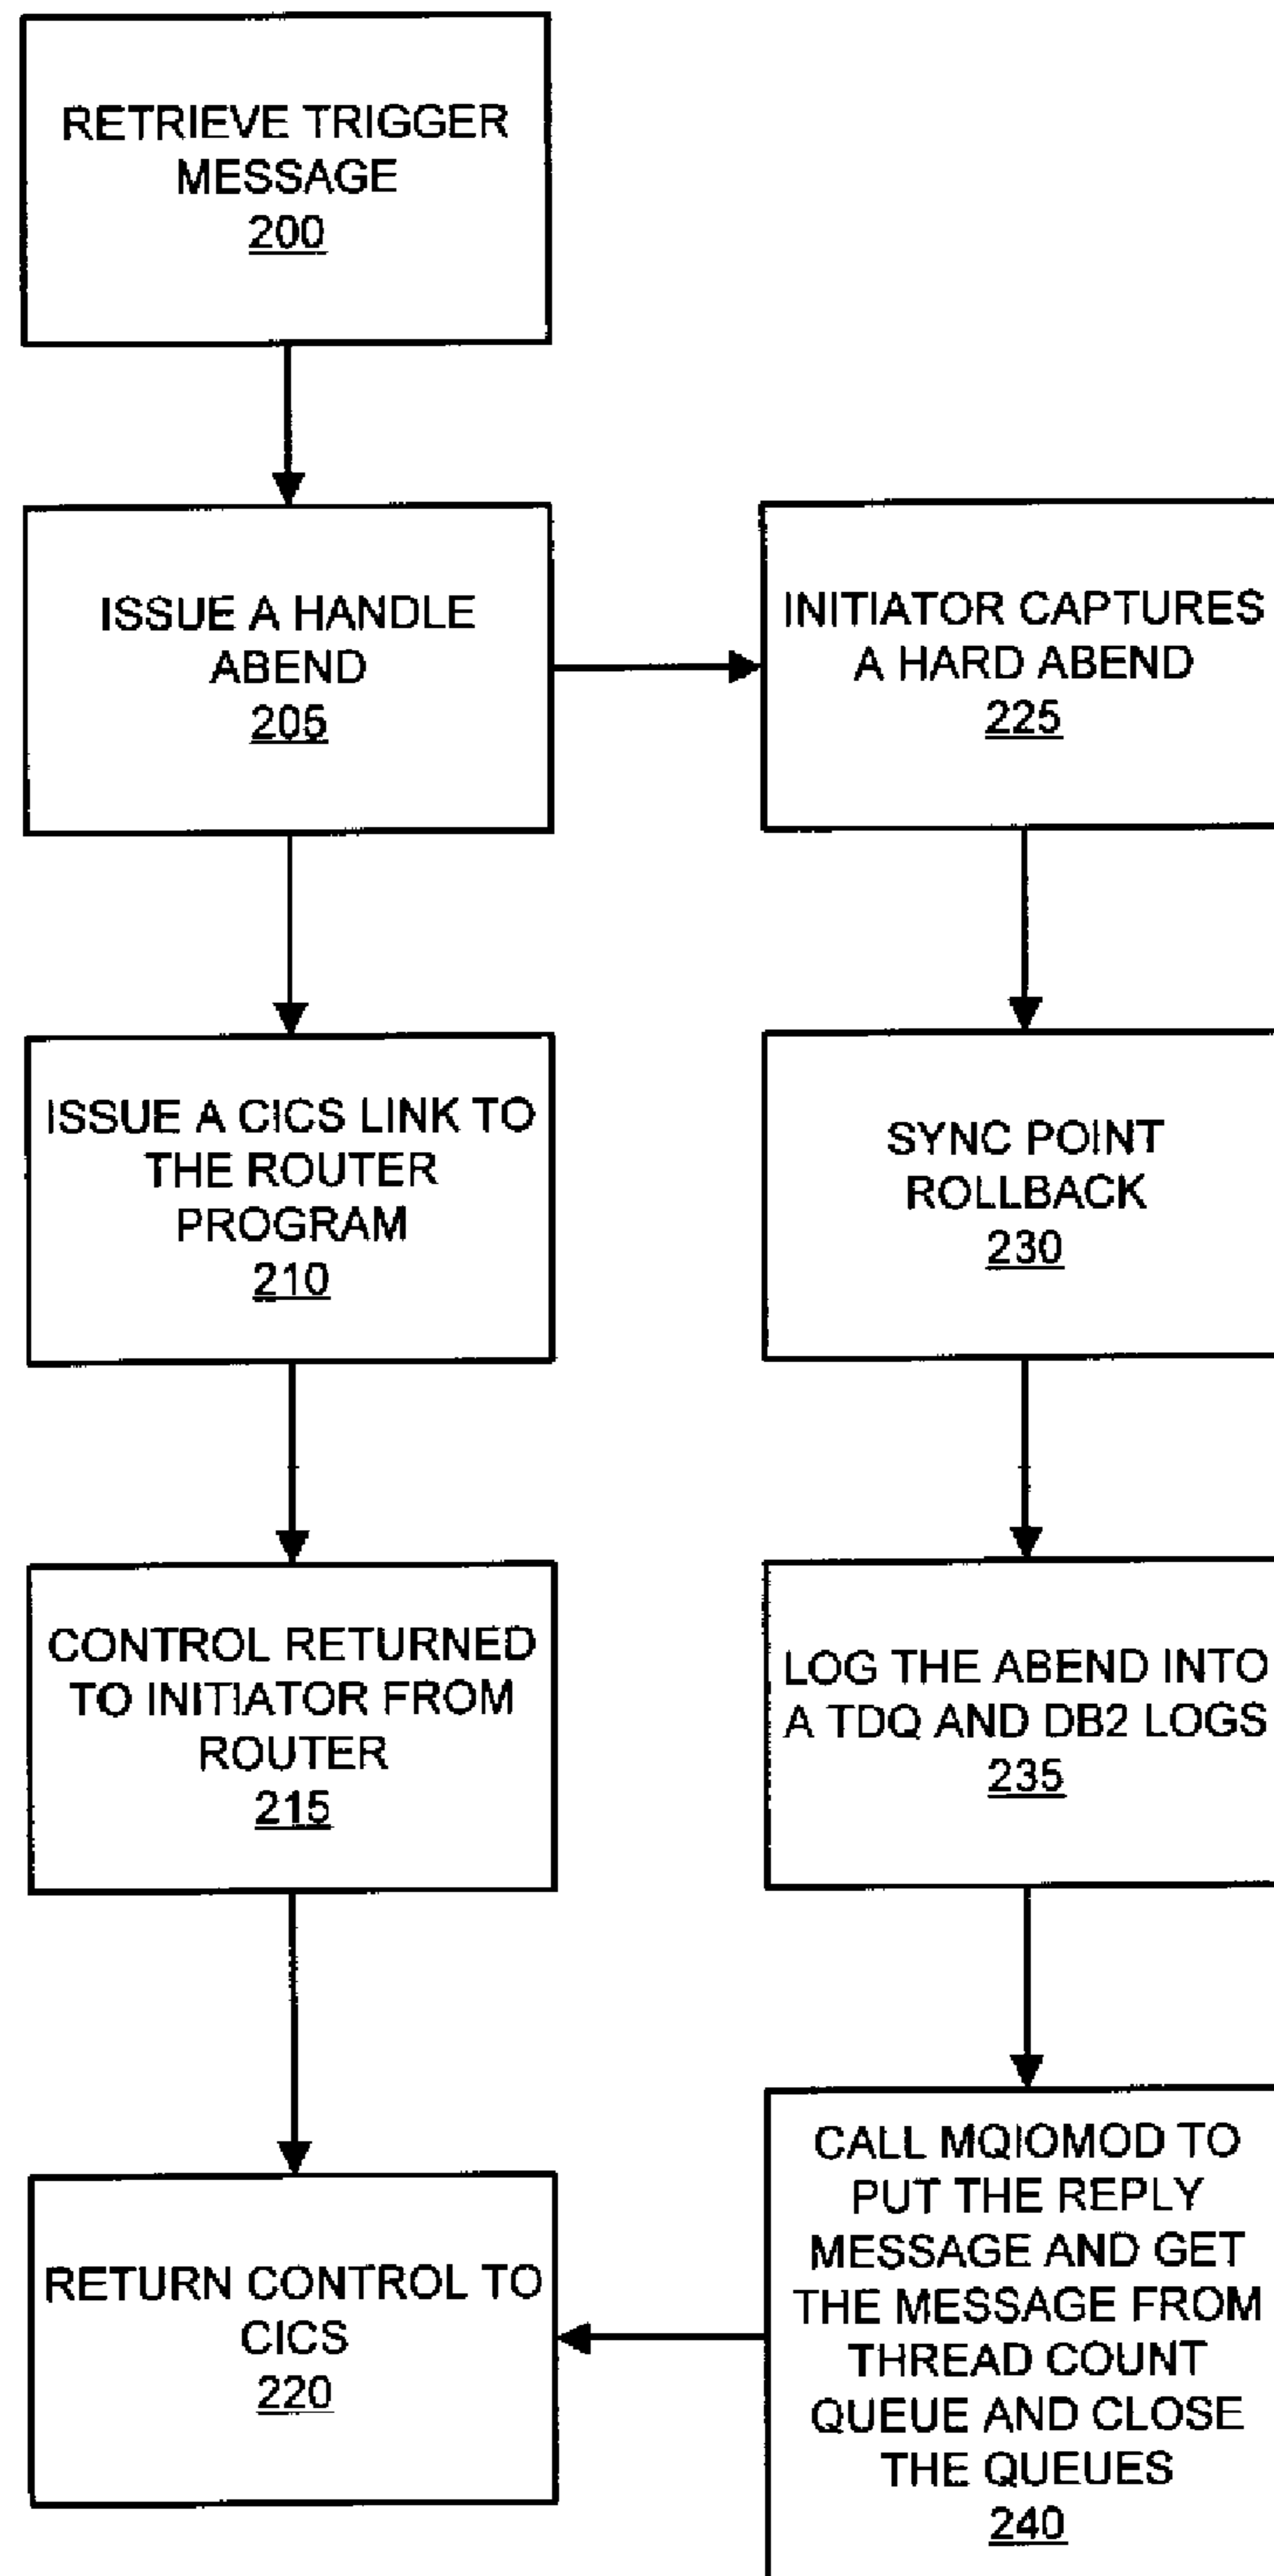 RETRIEVE TRIGGER
MESSAGE
200
ISSUE A HANDLE
ABEND
205
INITIATOR CAPTURES
A HARD ABEND
225
ISSUE A CICS LINK TO
THE ROUTER
PROGRAM
210
SYNC POINT
ROLLBACK
230
CONTROL RETURNED
TO INITIATOR FROM
ROUTER
215
LOG THE ABEND INTO
A TDQ AND DB2 LOGS
235
RETURN CONTROL TO
CICS
220
CALL MQIOMOD TO
PUT THE REPLY
MESSAGE AND GET
THE MESSAGE FROM
THREAD COUNT
QUEUE AND CLOSE
THE QUEUES
240